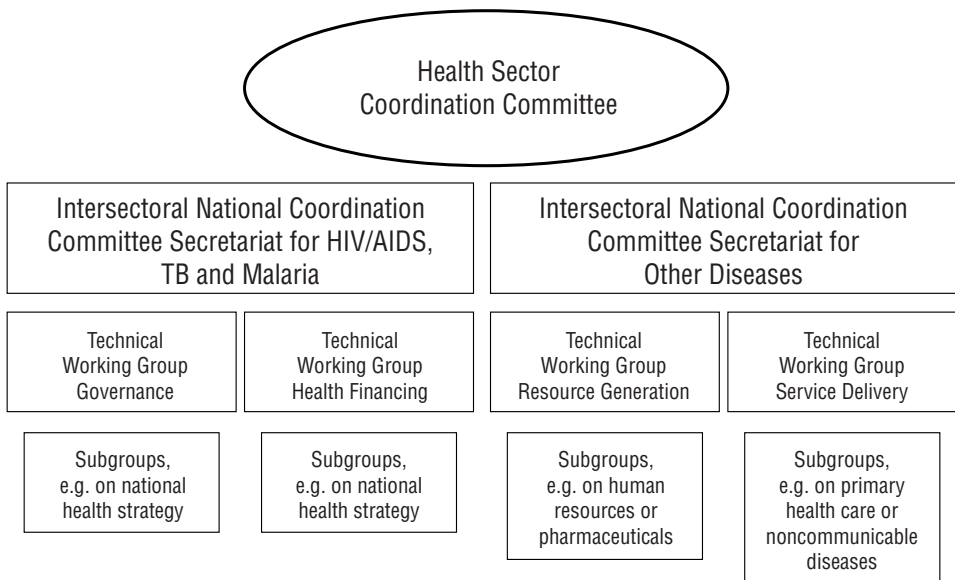 Health Sector
Coordination Committee
Intersectoral National Coordination
Committee Secretariat for HIV/AIDS,
TB and Malaria
Intersectoral National Coordination
Committee Secretariat for
Other Diseases
Technical
Working Group
Governance
Technical
Working Group
Health Financing
Technical
Working Group
Resource Generation
Technical
Working Group
Service Delivery
Subgroups,
e.g. on national
health strategy
Subgroups,
e.g. on national
health strategy
Subgroups,
e.g. on human
resources or
pharmaceuticals
Subgroups,
e.g. on primary
health care or
noncommunicable
diseases